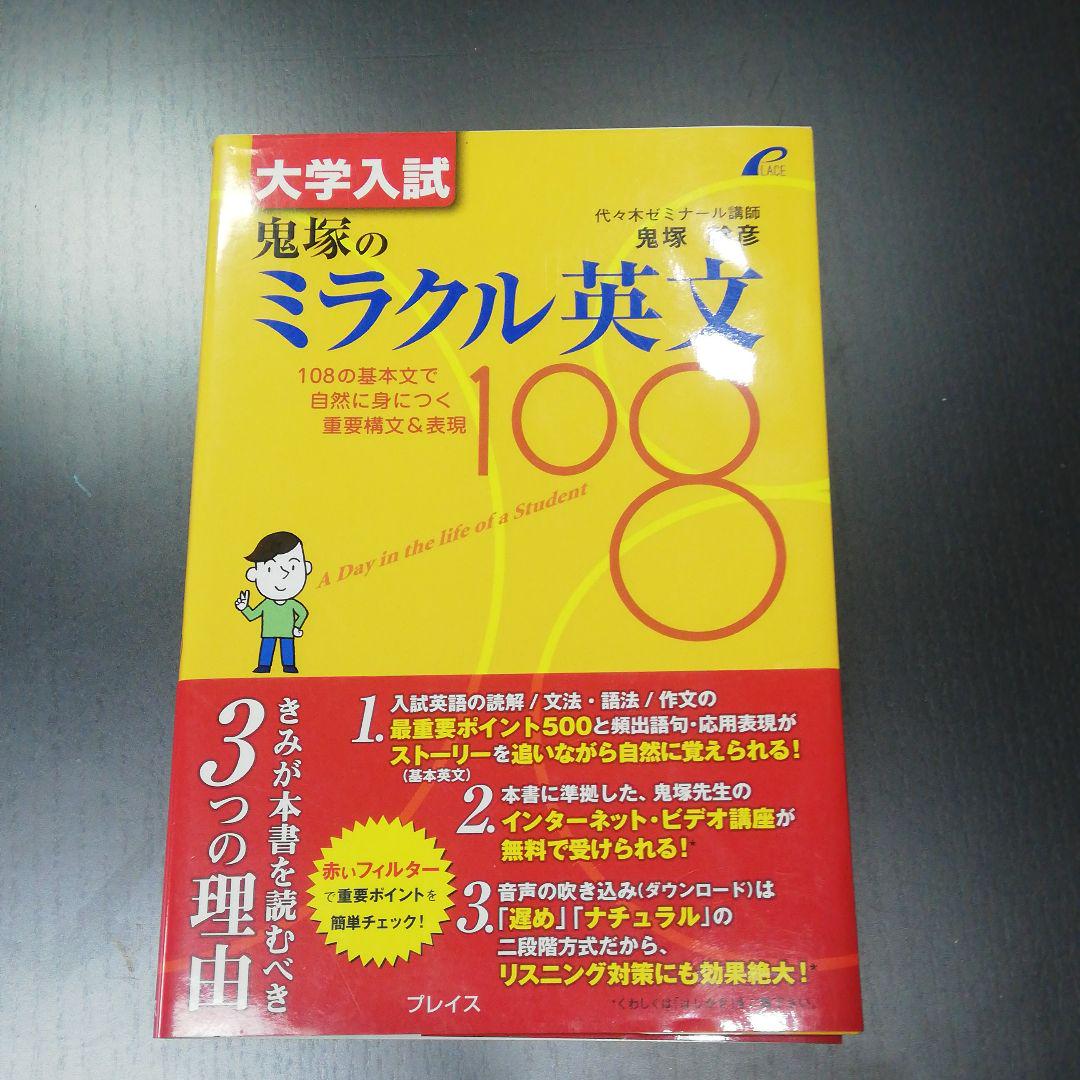 大学入試
PLACE
代々木ゼミナール講師
鬼塚 彦
鬼塚の
ミラクル英文
108
108の基本文で
自然に身につく
重要構文&表現
A Day in the life of a Student
きみが本書を読むべき
3つの理由
1. 入試英語の読解/文法・語法/作文の
最重要ポイント500と頻出語句・応用表現が
ストーリーを追いながら自然に覚えられる!
(基本英文)
2. 本書に準拠した、鬼塚先生の
インターネット・ビデオ講座が
無料で受けられる!*
赤いフィルター
で重要ポイントを
簡単チェック!
3. 音声の吹き込み(ダウンロード)は
「遅め」「ナチュラル」の
二段階方式だから、
リスニング対策にも効果絶大!*
*くわしくは
プレイス